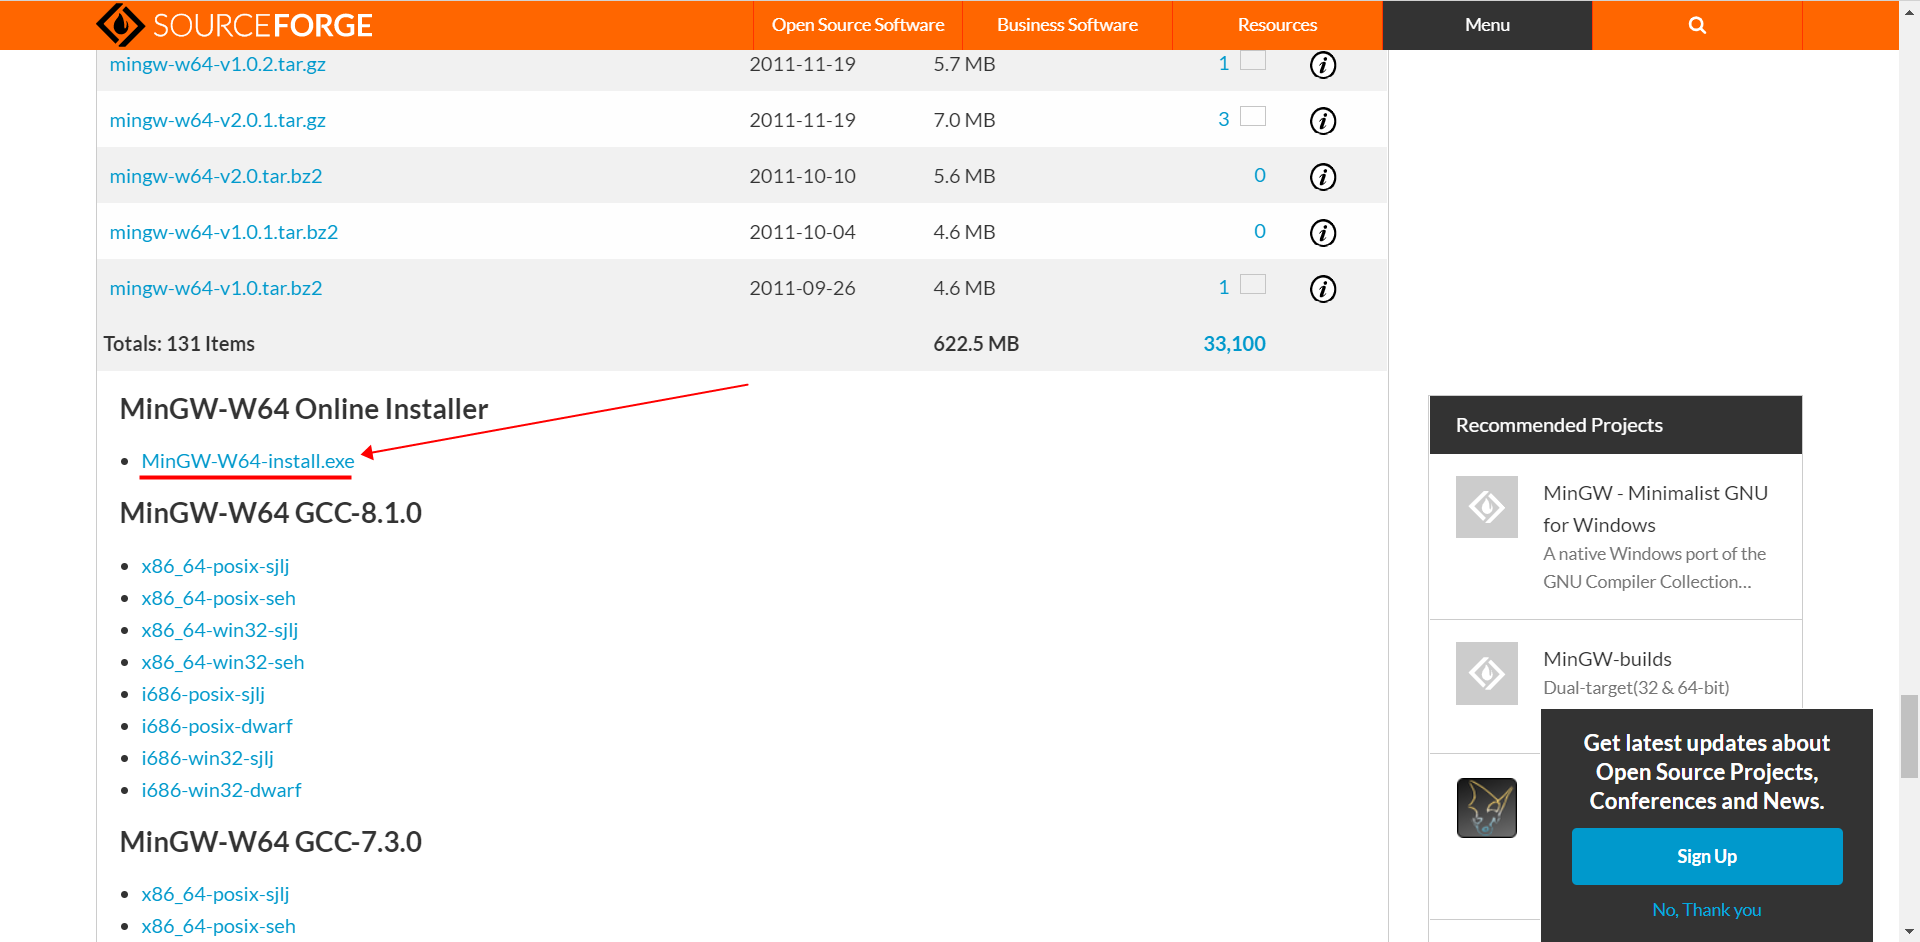 SOURCEFORGE
Open Source Software
Business Software
Resources
Menu
mingw-w64-v1.0.2.tar.gz 2011-11-19 5.7 MB 1
mingw-w64-v2.0.1.tar.gz 2011-11-19 7.0 MB 3
mingw-w64-v2.0.tar.bz2 2011-10-10 5.6 MB 0
mingw-w64-v1.0.1.tar.bz2 2011-10-04 4.6 MB 0
mingw-w64-v1.0.tar.bz2 2011-09-26 4.6 MB 1
Totals: 131 Items 622.5 MB 33,100
MinGW-W64 Online Installer
MinGW-W64-install.exe
MinGW-W64 GCC-8.1.0
x86_64-posix-sjlj
x86_64-posix-seh
x86_64-win32-sjlj
x86_64-win32-seh
i686-posix-sjlj
i686-posix-dwarf
i686-win32-sjlj
i686-win32-dwarf
MinGW-W64 GCC-7.3.0
x86_64-posix-sjlj
x86_64-posix-seh
Recommended Projects
MinGW - Minimalist GNU
for Windows
A native Windows port of the
GNU Compiler Collection...
MinGW-builds
Dual-target(32 & 64-bit)
Get latest updates about
Open Source Projects,
Conferences and News.
Sign Up
No, Thank you